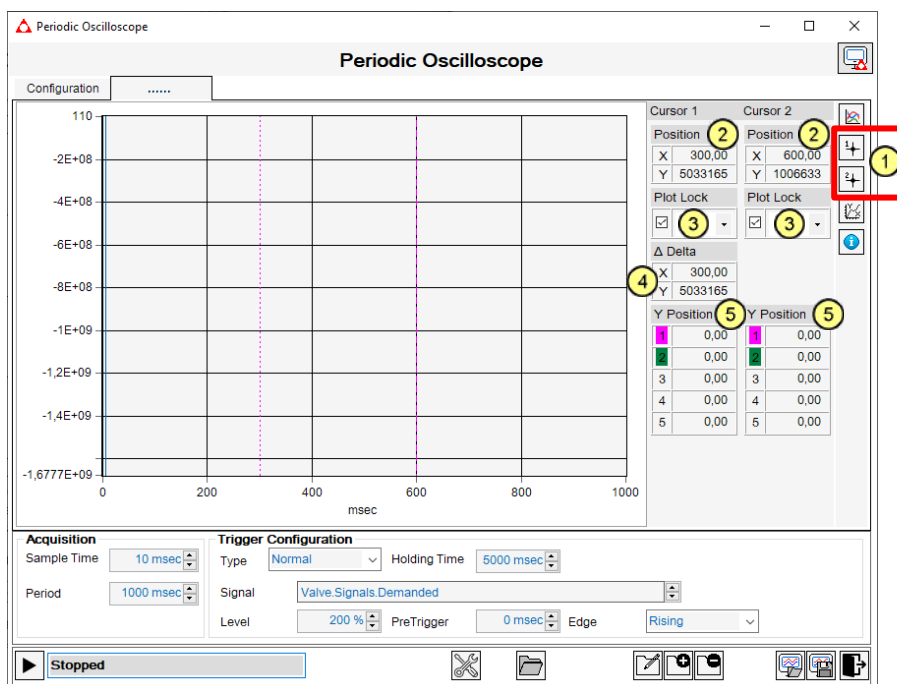 Periodic Oscilloscope
Periodic Oscilloscope
Configuration ......
Cursor 1 Cursor 2
Position 2 Position 2
X 300,00 X 600,00
Y 5033165 Y 1006633
Plot Lock Plot Lock
3 3
Δ Delta
4 X 300,00
Y 5033165
Y Position 5 Y Position 5
1 0,00 1 0,00
2 0,00 2 0,00
3 0,00 3 0,00
4 0,00 4 0,00
5 0,00 5 0,00
1
2
1
110
-2E+08
-4E+08
-6E+08
-8E+08
-1E+09
-1,2E+09
-1,4E+09
-1,6777E+09
0 200 400 600 800 1000
msec
Acquisition
Sample Time 10 msec
Period 1000 msec
Trigger Configuration
Type Normal Holding Time 5000 msec
Signal Valve.Signals.Demanded
Level 200 % PreTrigger 0 msec Edge Rising
Stopped